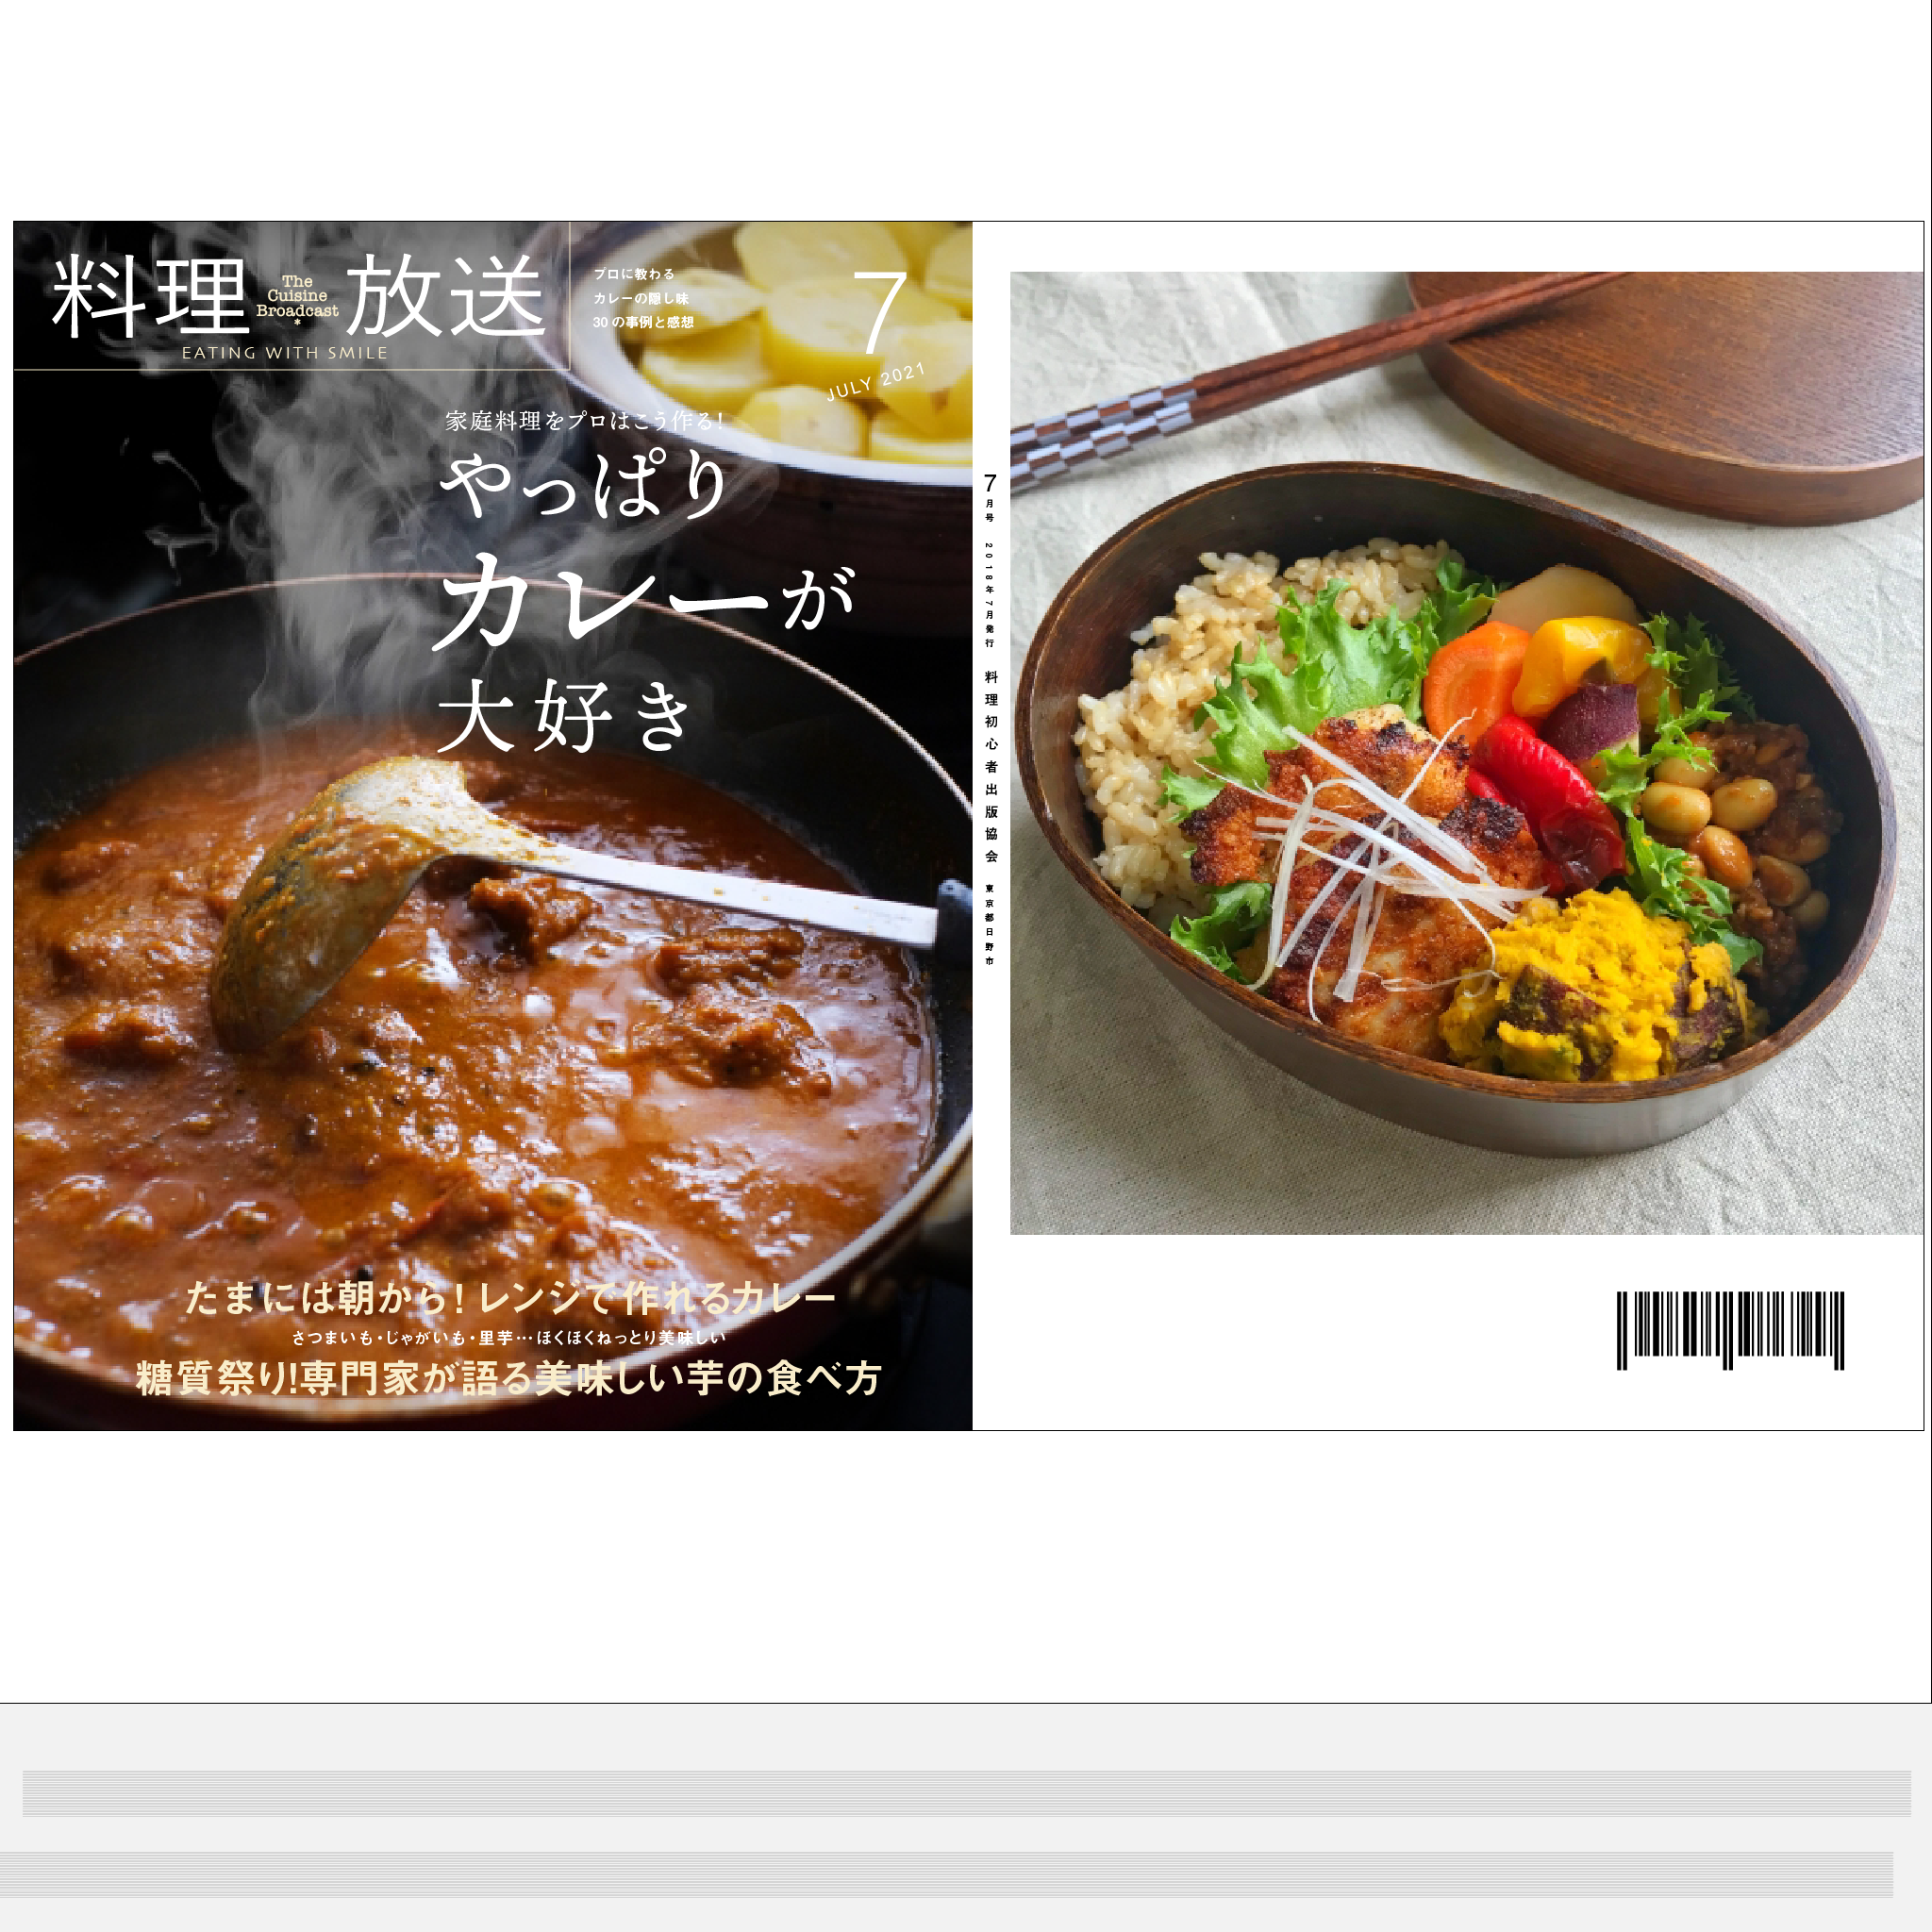 料理放送
The
Cuisine
Broadcast
*
EATING WITH SMILE
プロに教わる
カレーの隠し味
30の事例と感想
7
JULY 2021
家庭料理をプロはこう作る!
やっぱり
カレーが
大好き
たまには朝から!レンジで作れるカレー
さつまいも・じゃがいも・里芋…ほくほくねっとり美味しい
糖質祭り!専門家が語る美味しい芋の食べ方
7月号 2018年7月発行 料理初心者出版協会 東京都日野市